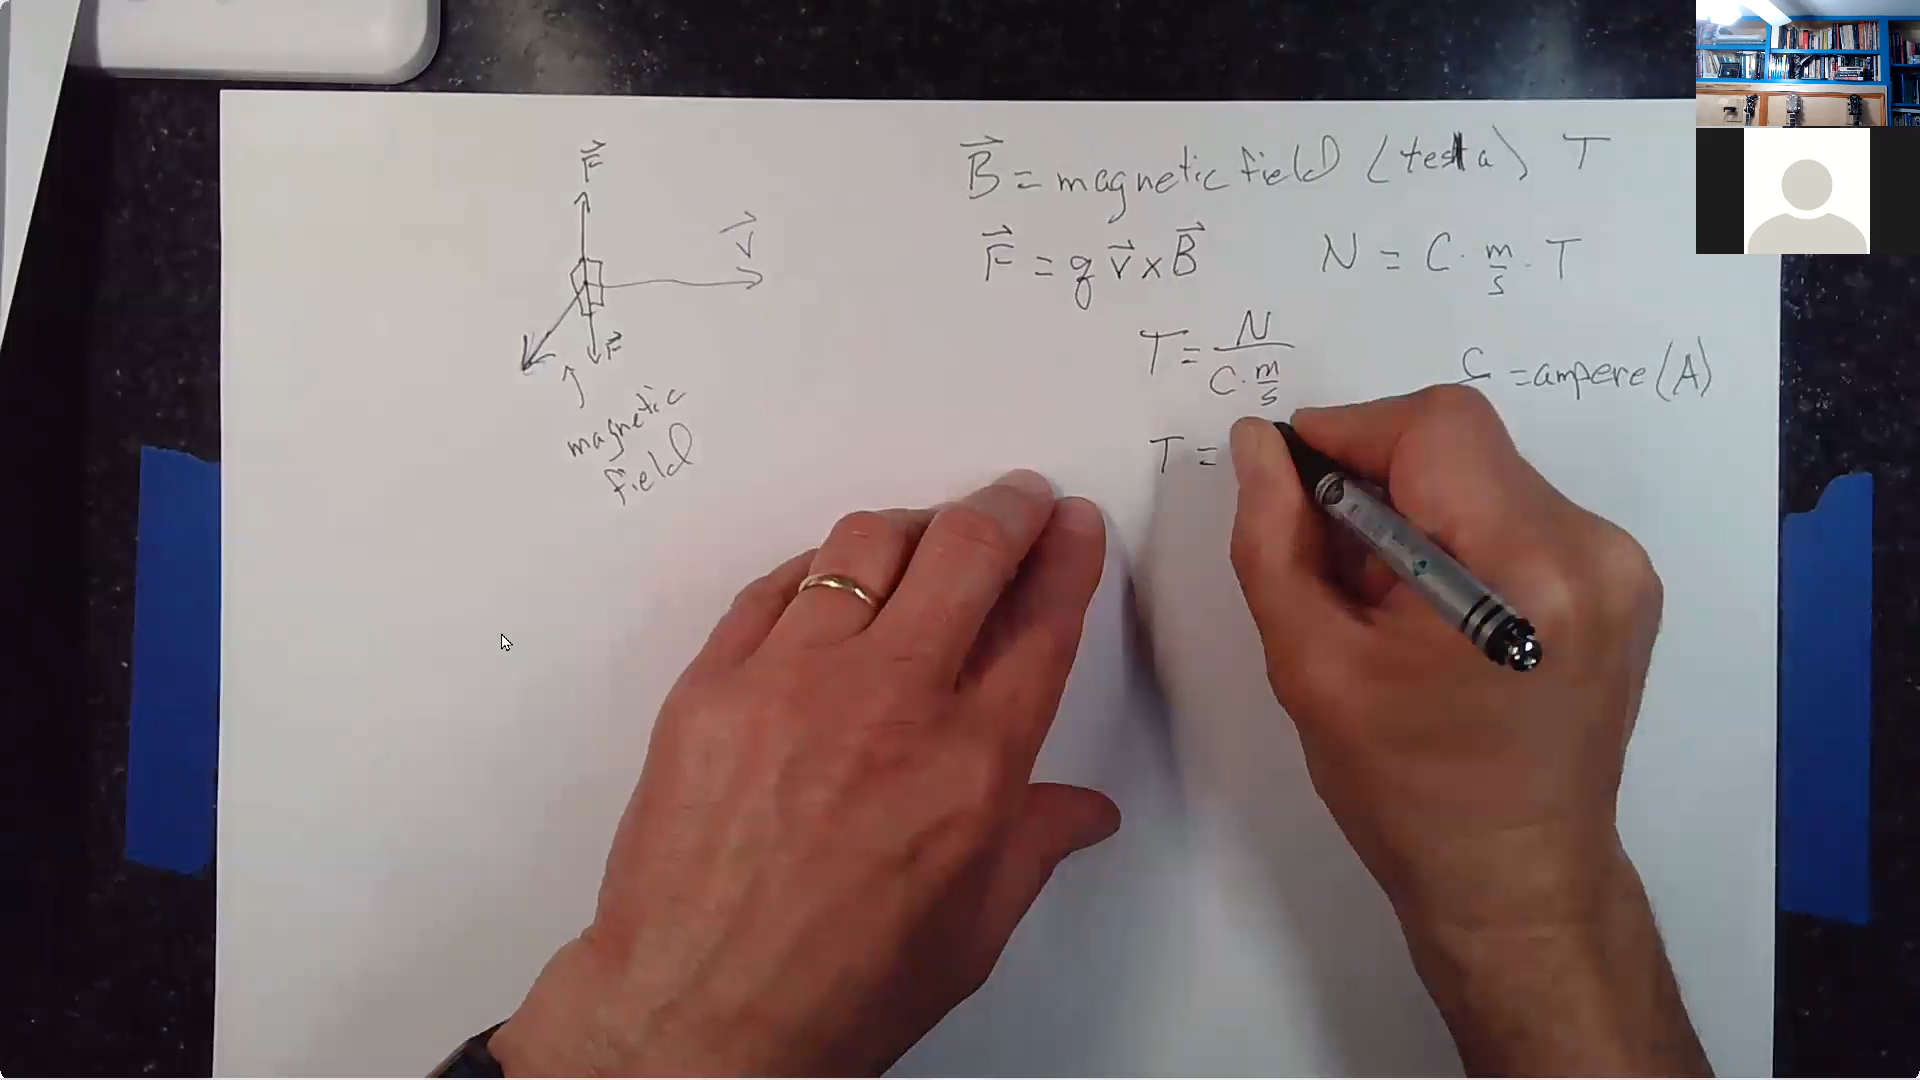 F
v
F
magnetic
field
B = magnetic field (tesla) T
F = q v x B N = C · m/s · T
T = N / C · m/s
C = ampere (A)
T =